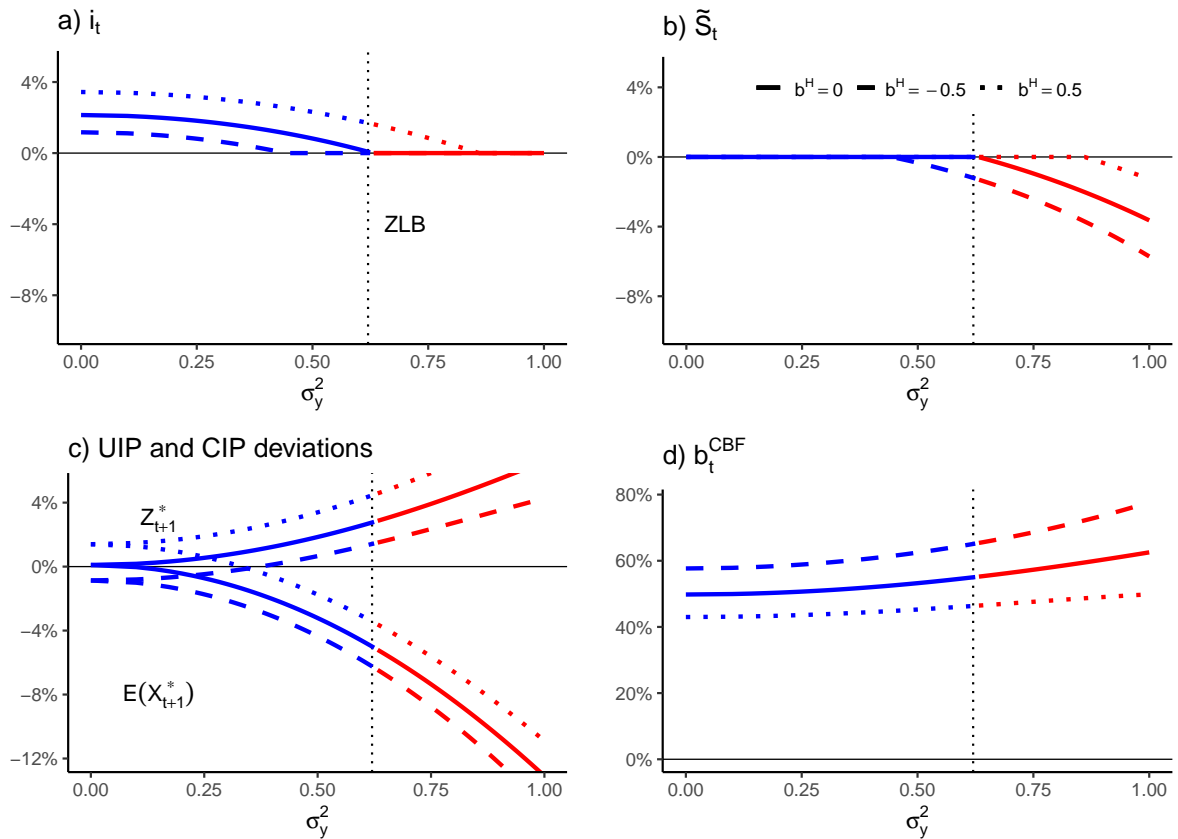 a) i_t
4%
0%
−4%
−8%
ZLB
0.00 0.25 0.50 0.75 1.00
σ_y^2
b) S̃_t
b^H = 0 b^H = − 0.5 b^H = 0.5
4%
0%
−4%
−8%
0.00 0.25 0.50 0.75 1.00
σ_y^2
c) UIP and CIP deviations
4%
0%
−4%
−8%
−12%
Z_{t+1}^*
E(X_{t+1}^*)
0.00 0.25 0.50 0.75 1.00
σ_y^2
d) b_t^{CBF}
80%
60%
40%
20%
0%
0.00 0.25 0.50 0.75 1.00
σ_y^2